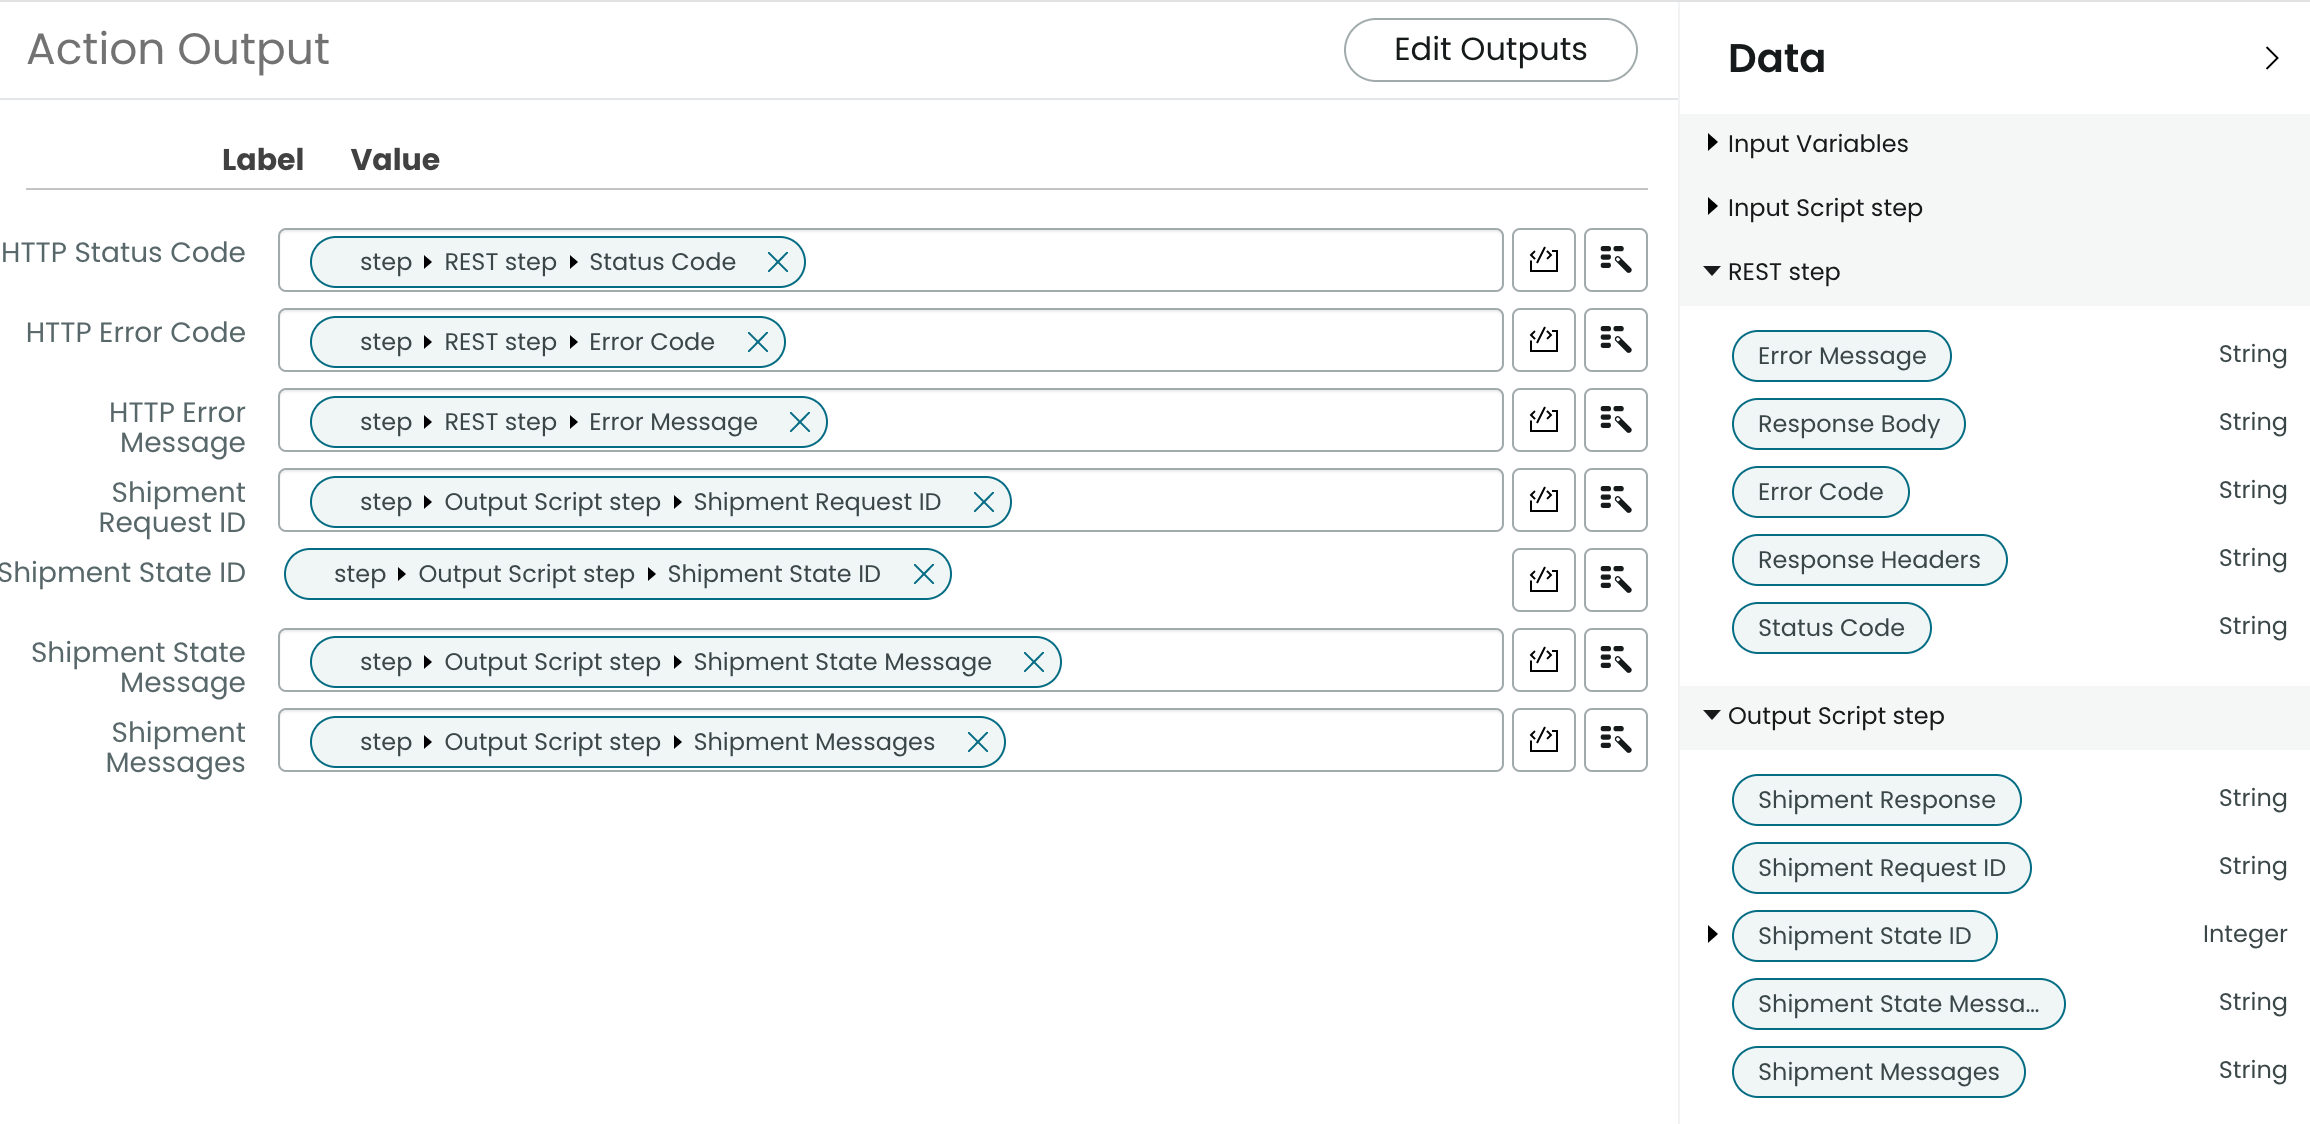 Action Output
Edit Outputs
Label Value
HTTP Status Code
step REST step Status Code
HTTP Error Code
step REST step Error Code
HTTP Error
Message
step REST step Error Message
Shipment
Request ID
step Output Script step Shipment Request ID
Shipment State ID
step Output Script step Shipment State ID
Shipment State
Message
step Output Script step Shipment State Message
Shipment
Messages
step Output Script step Shipment Messages
Data
Input Variables
Input Script step
REST step
Error Message String
Response Body String
Error Code String
Response Headers String
Status Code String
Output Script step
Shipment Response String
Shipment Request ID String
Shipment State ID Integer
Shipment State Messa... String
Shipment Messages String